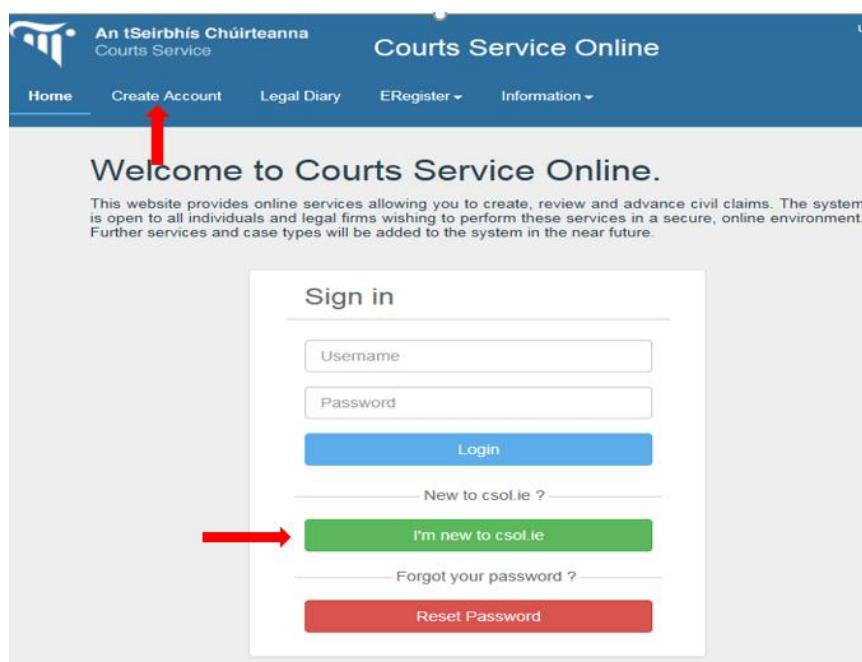 An tSeirbhís Chúirteanna
Courts Service
Courts Service Online
Home Create Account Legal Diary ERegister Information
Welcome to Courts Service Online.
This website provides online services allowing you to create, review and advance civil claims. The system
is open to all individuals and legal firms wishing to perform these services in a secure, online environment.
Further services and case types will be added to the system in the near future.
Sign in
Username
Password
Login
New to csol.ie ?
I'm new to csol.ie
Forgot your password ?
Reset Password